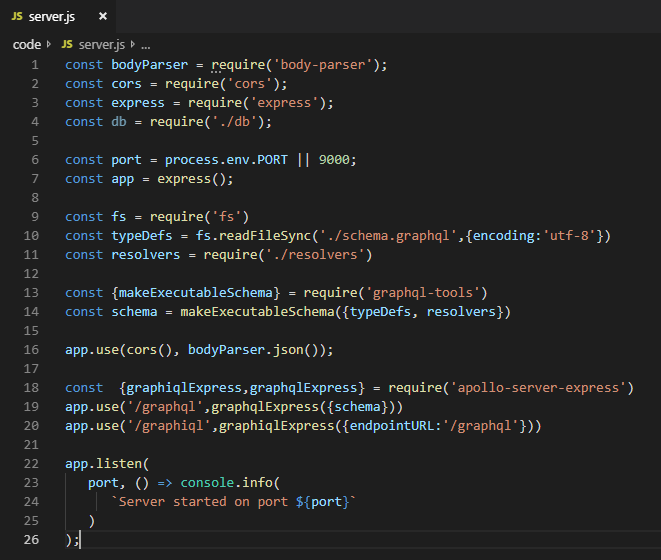 JS server.js ×
code › JS server.js › ...
1 const bodyParser = require('body-parser');
2 const cors = require('cors');
3 const express = require('express');
4 const db = require('./db');
5
6 const port = process.env.PORT || 9000;
7 const app = express();
8
9 const fs = require('fs')
10 const typeDefs = fs.readFileSync('./schema.graphql',{encoding:'utf-8'})
11 const resolvers = require('./resolvers')
12
13 const {makeExecutableSchema} = require('graphql-tools')
14 const schema = makeExecutableSchema({typeDefs, resolvers})
15
16 app.use(cors(), bodyParser.json());
17
18 const  {graphiqlExpress,graphqlExpress} = require('apollo-server-express')
19 app.use('/graphql',graphqlExpress({schema}))
20 app.use('/graphiql',graphiqlExpress({endpointURL:'/graphql'}))
21
22 app.listen(
23    port, () => console.info(
24       `Server started on port ${port}`
25    )
26 );